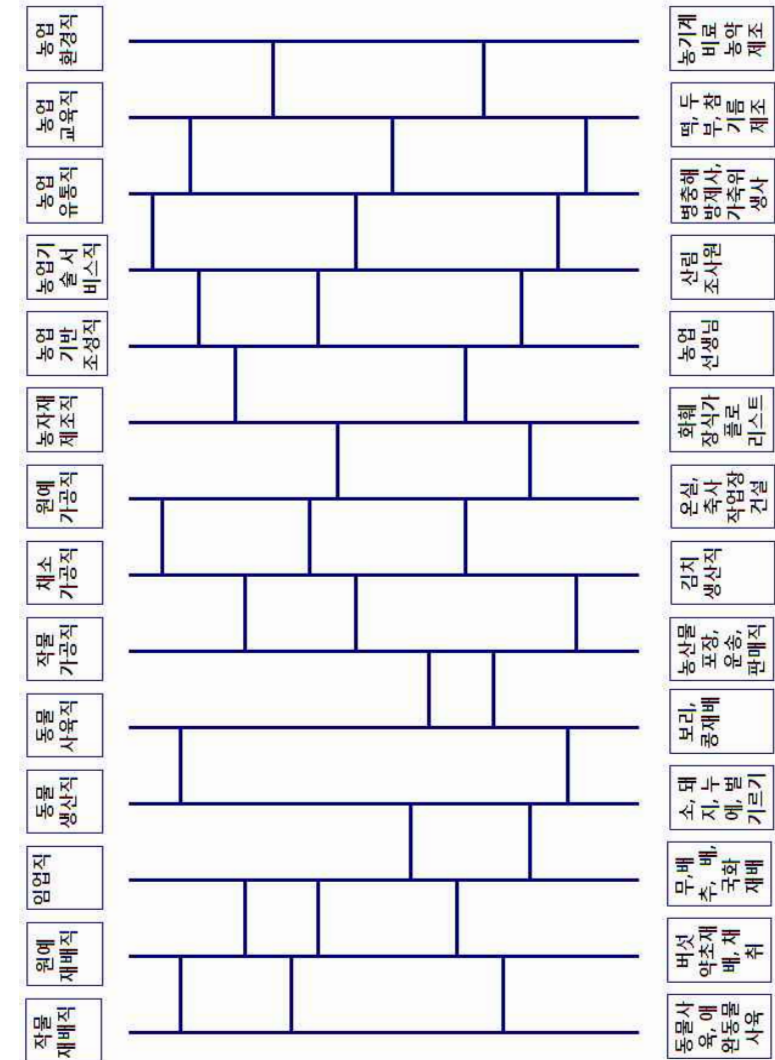 작물
재배직
원예
재배직
임업직
동물
생산직
동물
사육직
작물
가공직
채소
가공직
원예
가공직
농자재
제조직
농업
기반
조성직
농업기
술 서
비스직
농업
유통직
농업
교육직
농업
환경직
동물사
육, 애
완동물
사육
버섯
약초재
배, 채
취
무,배
추, 배,
국화
재배
소, 돼
지, 누
에, 벌
기르기
보리,
콩재배
농산물
포장,
운송,
판매직
김치
생산직
온실,
축사
작업장
건설
화훼
장식가
플로
리스트
농업
선생님
산림
조사원
병충해
방제사,
가축위
생사
떡, 두
부, 참
기름
제조
농기계
비료
농약
제조